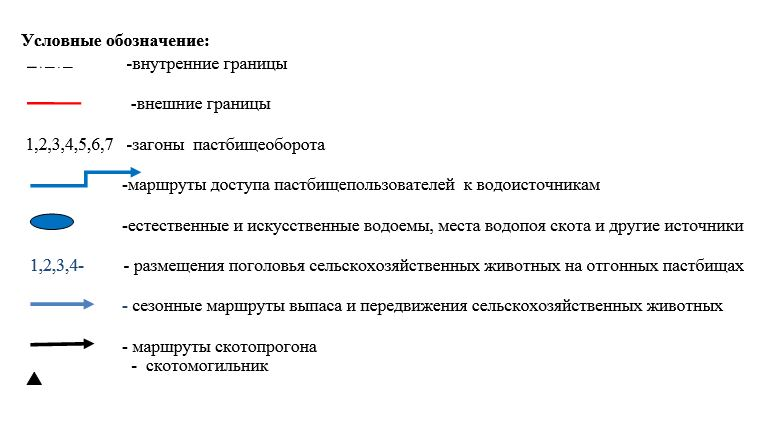 Условные обозначение:
-внутренние границы
-внешние границы
1,2,3,4,5,6,7 -загоны пастбищеоборота
-маршруты доступа пастбищепользователей к водоисточникам
-естественные и искусственные водоемы, места водопоя скота и другие источники
1,2,3,4- - размещения поголовья сельскохозяйственных животных на отгонных пастбищах
- сезонные маршруты выпаса и передвижения сельскохозяйственных животных
- маршруты скотопрогона
- скотомогильник